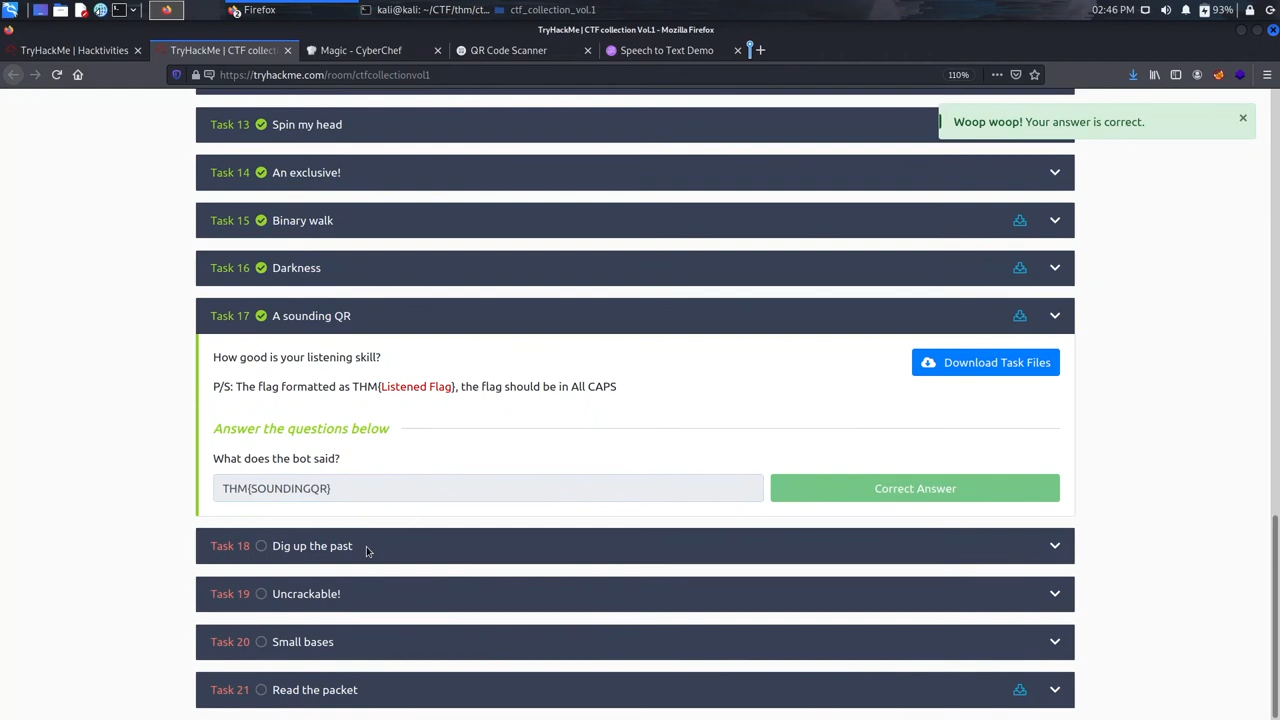 Firefox
kali@kali: ~/CTF/thm/ct...
ctf_collection_vol.1
02:46 PM
93%
TryHackMe | CTF collection Vol.1 - Mozilla Firefox
TryHackMe | Hacktivities
TryHackMe | CTF collecti
Magic - CyberChef
QR Code Scanner
Speech to Text Demo
https://tryhackme.com/room/ctfcollectionvol1
110%
Woop woop! Your answer is correct.
Task 13 Spin my head
Task 14 An exclusive!
Task 15 Binary walk
Task 16 Darkness
Task 17 A sounding QR
How good is your listening skill?
Download Task Files
P/S: The flag formatted as THM{Listened Flag}, the flag should be in All CAPS
Answer the questions below
What does the bot said?
THM{SOUNDINGQR}
Correct Answer
Task 18 Dig up the past
Task 19 Uncrackable!
Task 20 Small bases
Task 21 Read the packet